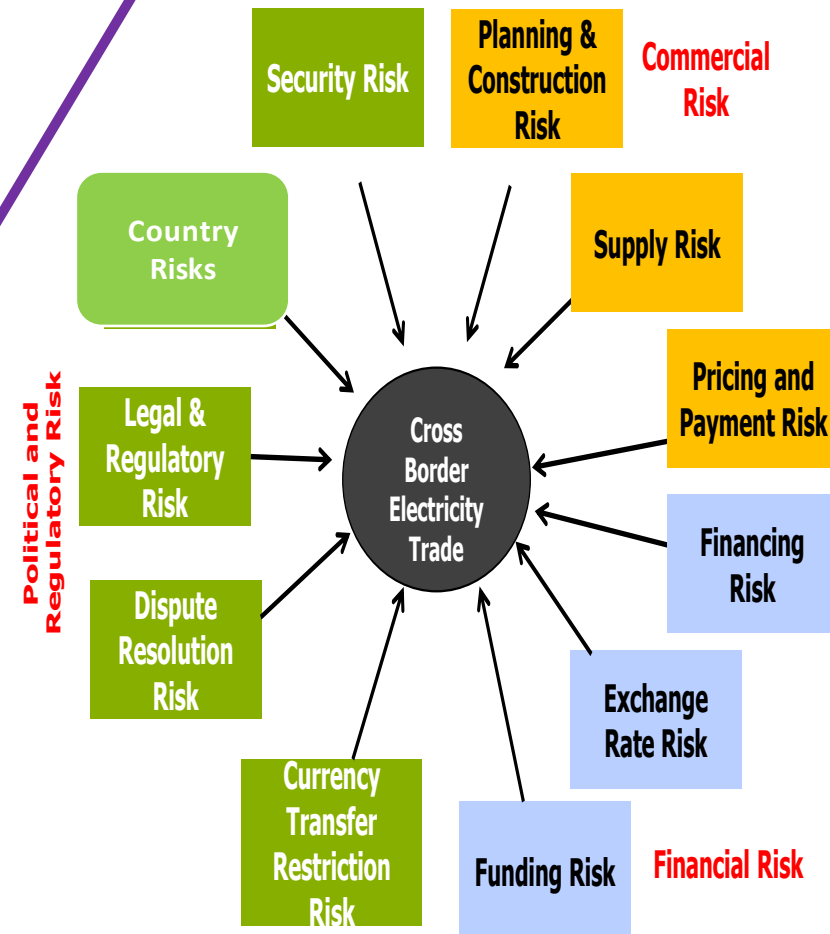 Security Risk
Planning &
Construction
Risk
Commercial
Risk
Country
Risks
Supply Risk
Political and
Regulatory Risk
Legal &
Regulatory
Risk
Cross
Border
Electricity
Trade
Pricing and
Payment Risk
Financing
Risk
Dispute
Resolution
Risk
Exchange
Rate Risk
Currency
Transfer
Restriction
Risk
Funding Risk
Financial Risk